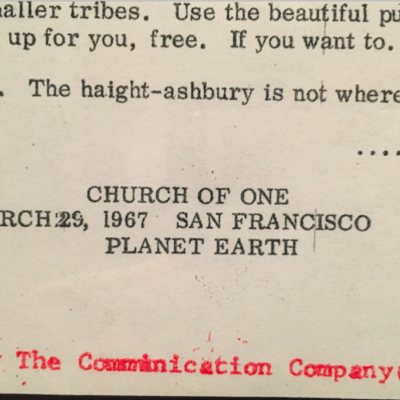 aller tribes. Use the beautiful pu
up for you, free. If you want to.
. The haight-ashbury is not where
....
CHURCH OF ONE
RCH 29, 1967 SAN FRANCISCO
PLANET EARTH
The Communication Company